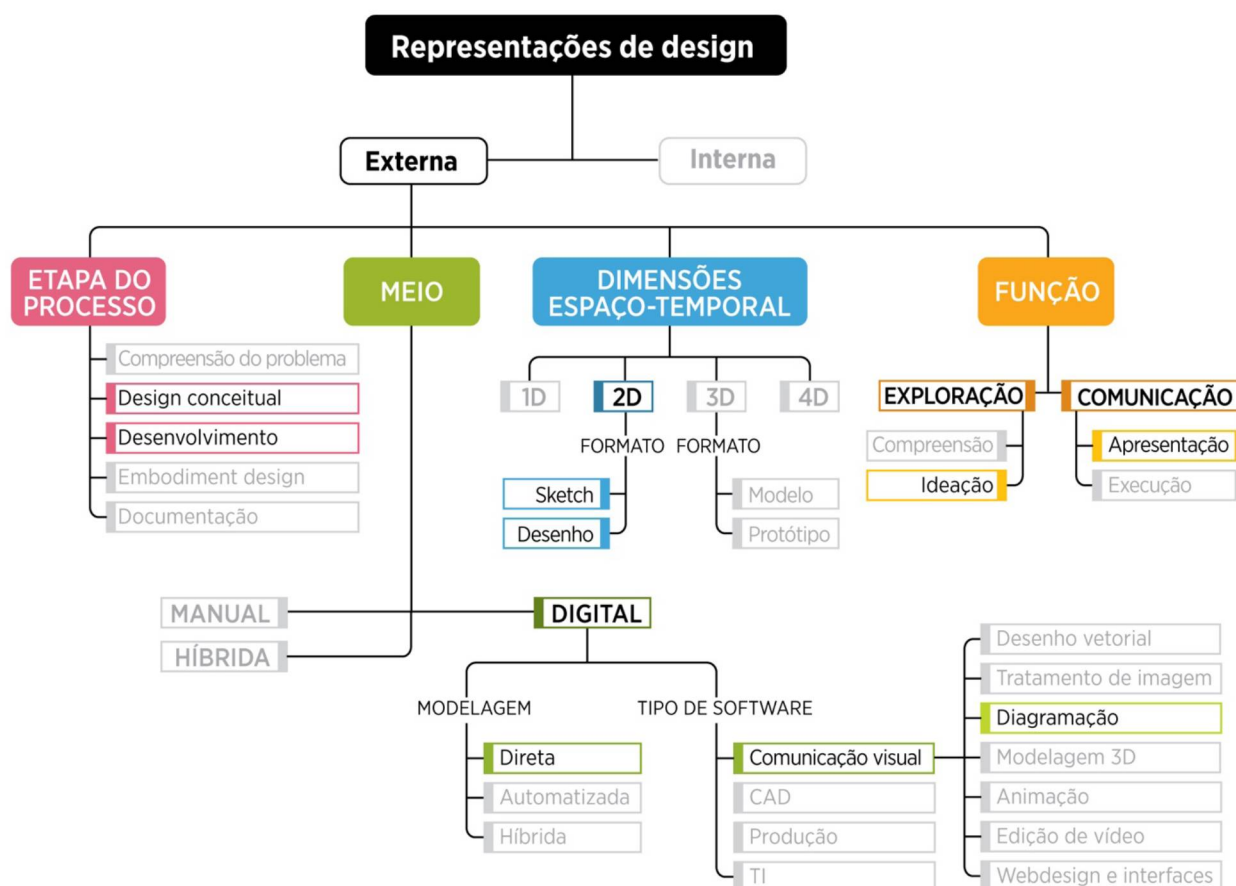 Representações de design
Externa
Interna
ETAPA DO
PROCESSO
Compreensão do problema
Design conceitual
Desenvolvimento
Embodiment design
Documentação
MEIO
MANUAL
HÍBRIDA
DIGITAL
MODELAGEM
Direta
Automatizada
Híbrida
TIPO DE SOFTWARE
Comunicação visual
CAD
Produção
TI
Desenho vetorial
Tratamento de imagem
Diagramação
Modelagem 3D
Animação
Edição de vídeo
Webdesign e interfaces
DIMENSÕES
ESPAÇO-TEMPORAL
1D
2D
3D
4D
FORMATO
Sketch
Desenho
FORMATO
Modelo
Protótipo
FUNÇÃO
EXPLORAÇÃO
Compreensão
Ideação
COMUNICAÇÃO
Apresentação
Execução